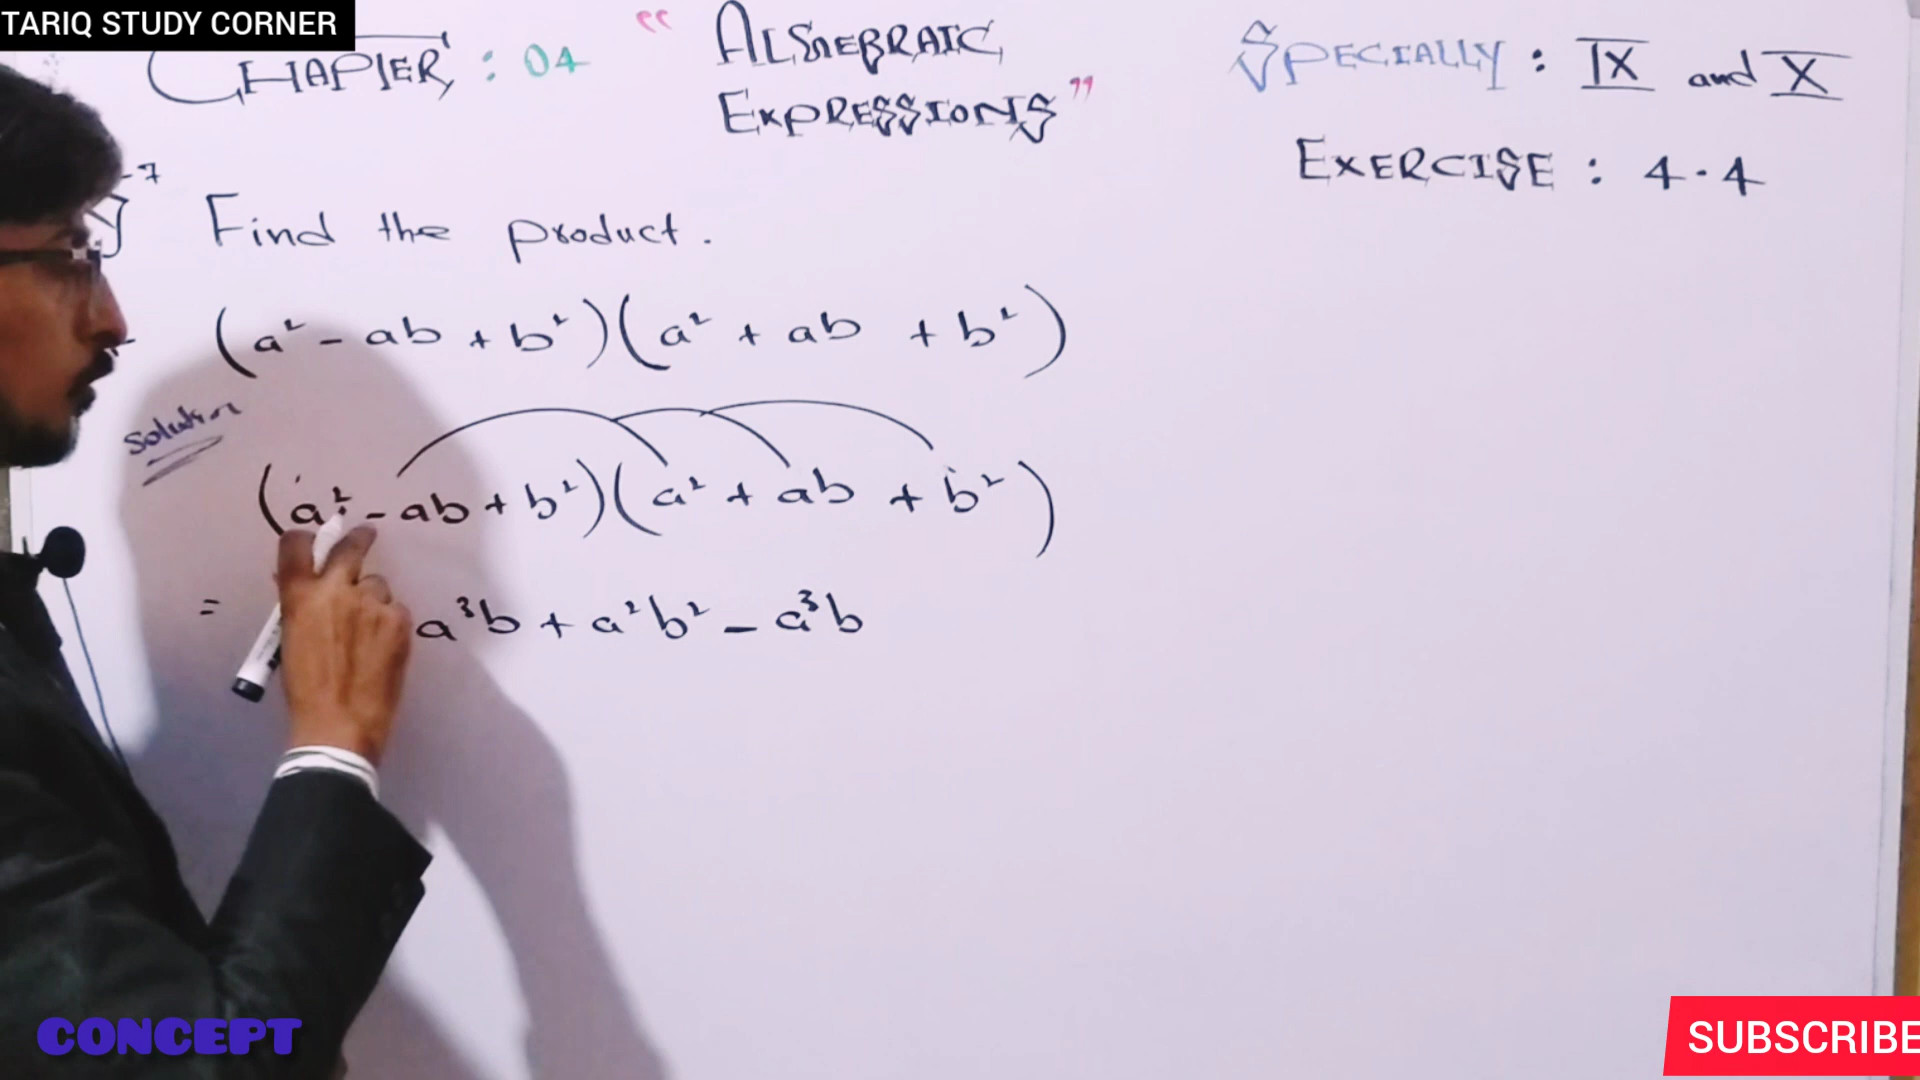 TARIQ STUDY CORNER
CHAPTER : 04 " ALGEBRAIC EXPRESSIONS "
SPECIALLY : IX and X
EXERCISE : 4.4
-7
Find the product.
(a² - ab + b²)(a² + ab + b²)
Solution
(a² - ab + b²)(a² + ab + b²)
= a³b + a²b² - a³b
CONCEPT
SUBSCRIBE